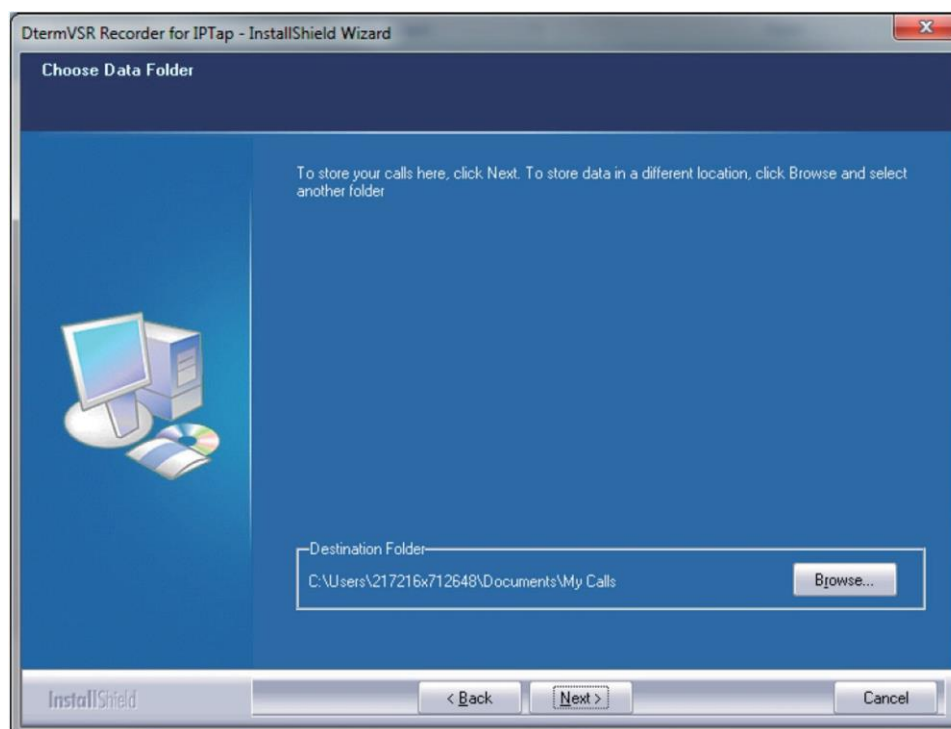 DtermVSR Recorder for IPTap - InstallShield Wizard
Choose Data Folder
To store your calls here, click Next. To store data in a different location, click Browse and select
another folder
Destination Folder
C:\Users\217216x712648\Documents\My Calls
Browse...
InstallShield
< Back
Next >
Cancel